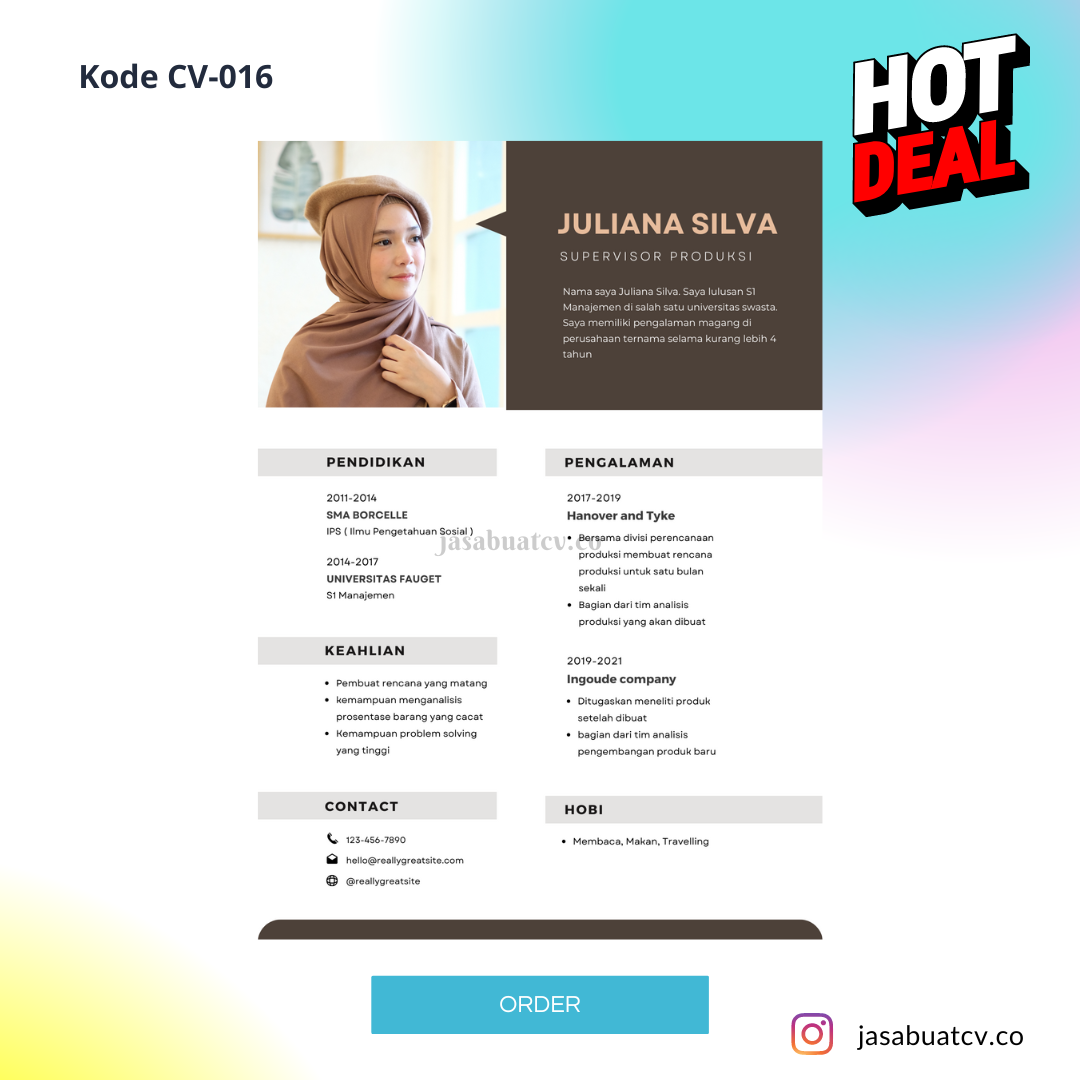 Kode CV-016
HOT
DEAL
JULIANA SILVA
SUPERVISOR PRODUKSI
Nama saya Juliana Silva. Saya lulusan S1
Manajemen di salah satu universitas swasta.
Saya memiliki pengalaman magang di
perusahaan ternama selama kurang lebih 4
tahun
PENDIDIKAN
2011-2014
SMA BORCELLE
IPS ( Ilmu Pengetahuan Sosial )
2014-2017
UNIVERSITAS FAUGET
S1 Manajemen
KEAHLIAN
• Pembuat rencana yang matang
• kemampuan menganalisis
prosentase barang yang cacat
• Kemampuan problem solving
yang tinggi
CONTACT
123-456-7890
hello@reallygreatsite.com
@reallygreatsite
PENGALAMAN
2017-2019
Hanover and Tyke
• Bersama divisi perencanaan
produksi membuat rencana
produksi untuk satu bulan
sekali
• Bagian dari tim analisis
produksi yang akan dibuat
2019-2021
Ingoude company
• Ditugaskan meneliti produk
setelah dibuat
• bagian dari tim analisis
pengembangan produk baru
HOBI
• Membaca, Makan, Travelling
jasabuatcv.co
ORDER
jasabuatcv.co